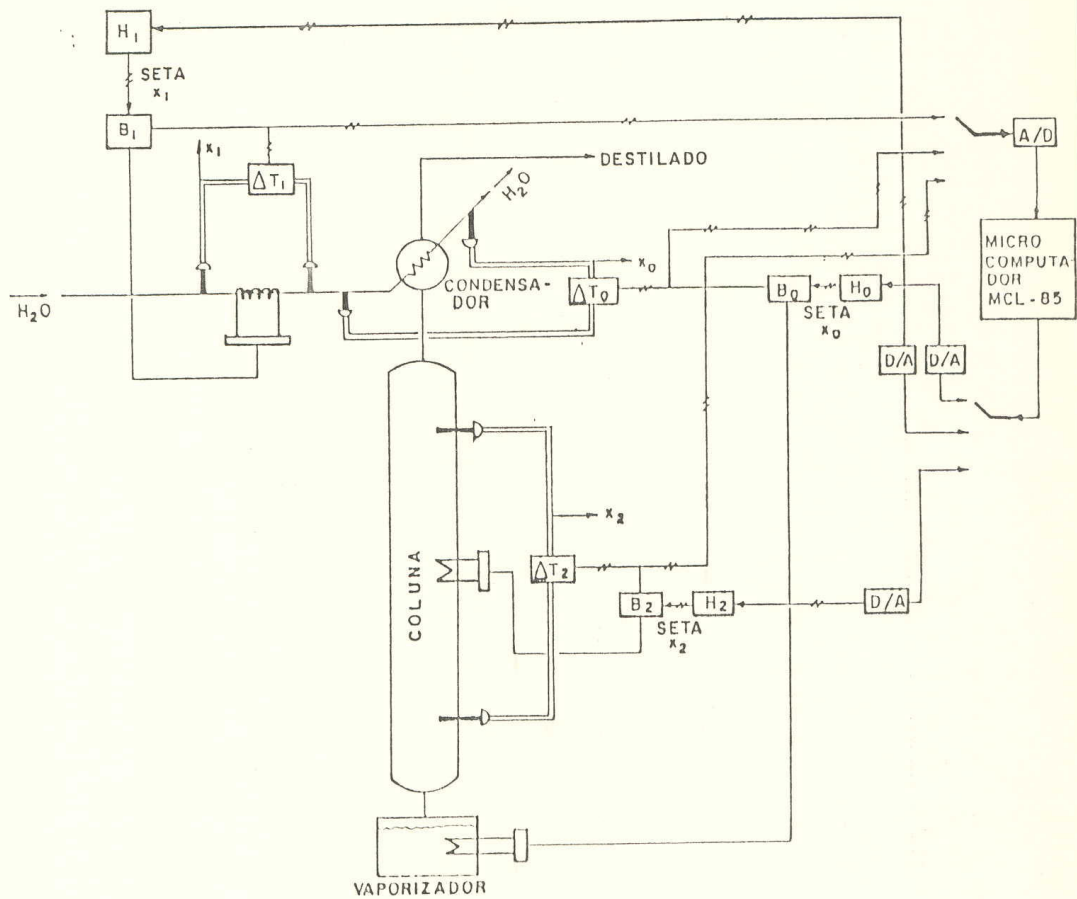 H₁
SETA
x₁
B₁
x₁
ΔT₁
DESTILADO
H₂O
A/D
MICRO
COMPUTA
DOR
MCL-85
x₀
CONDENSA-
DOR
ΔT₀
B₀
H₀
SETA
x₀
H₂O
D/A
D/A
x₂
COLUNA
ΔT₂
B₂
H₂
D/A
SETA
x₂
VAPORIZADOR